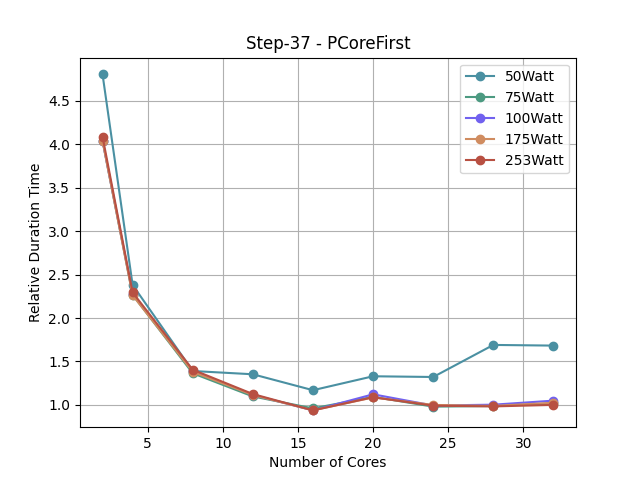 Step-37 - PCoreFirst
50Watt
75Watt
100Watt
175Watt
253Watt
4.5
4.0
3.5
3.0
2.5
2.0
1.5
1.0
Relative Duration Time
5 10 15 20 25 30
Number of Cores